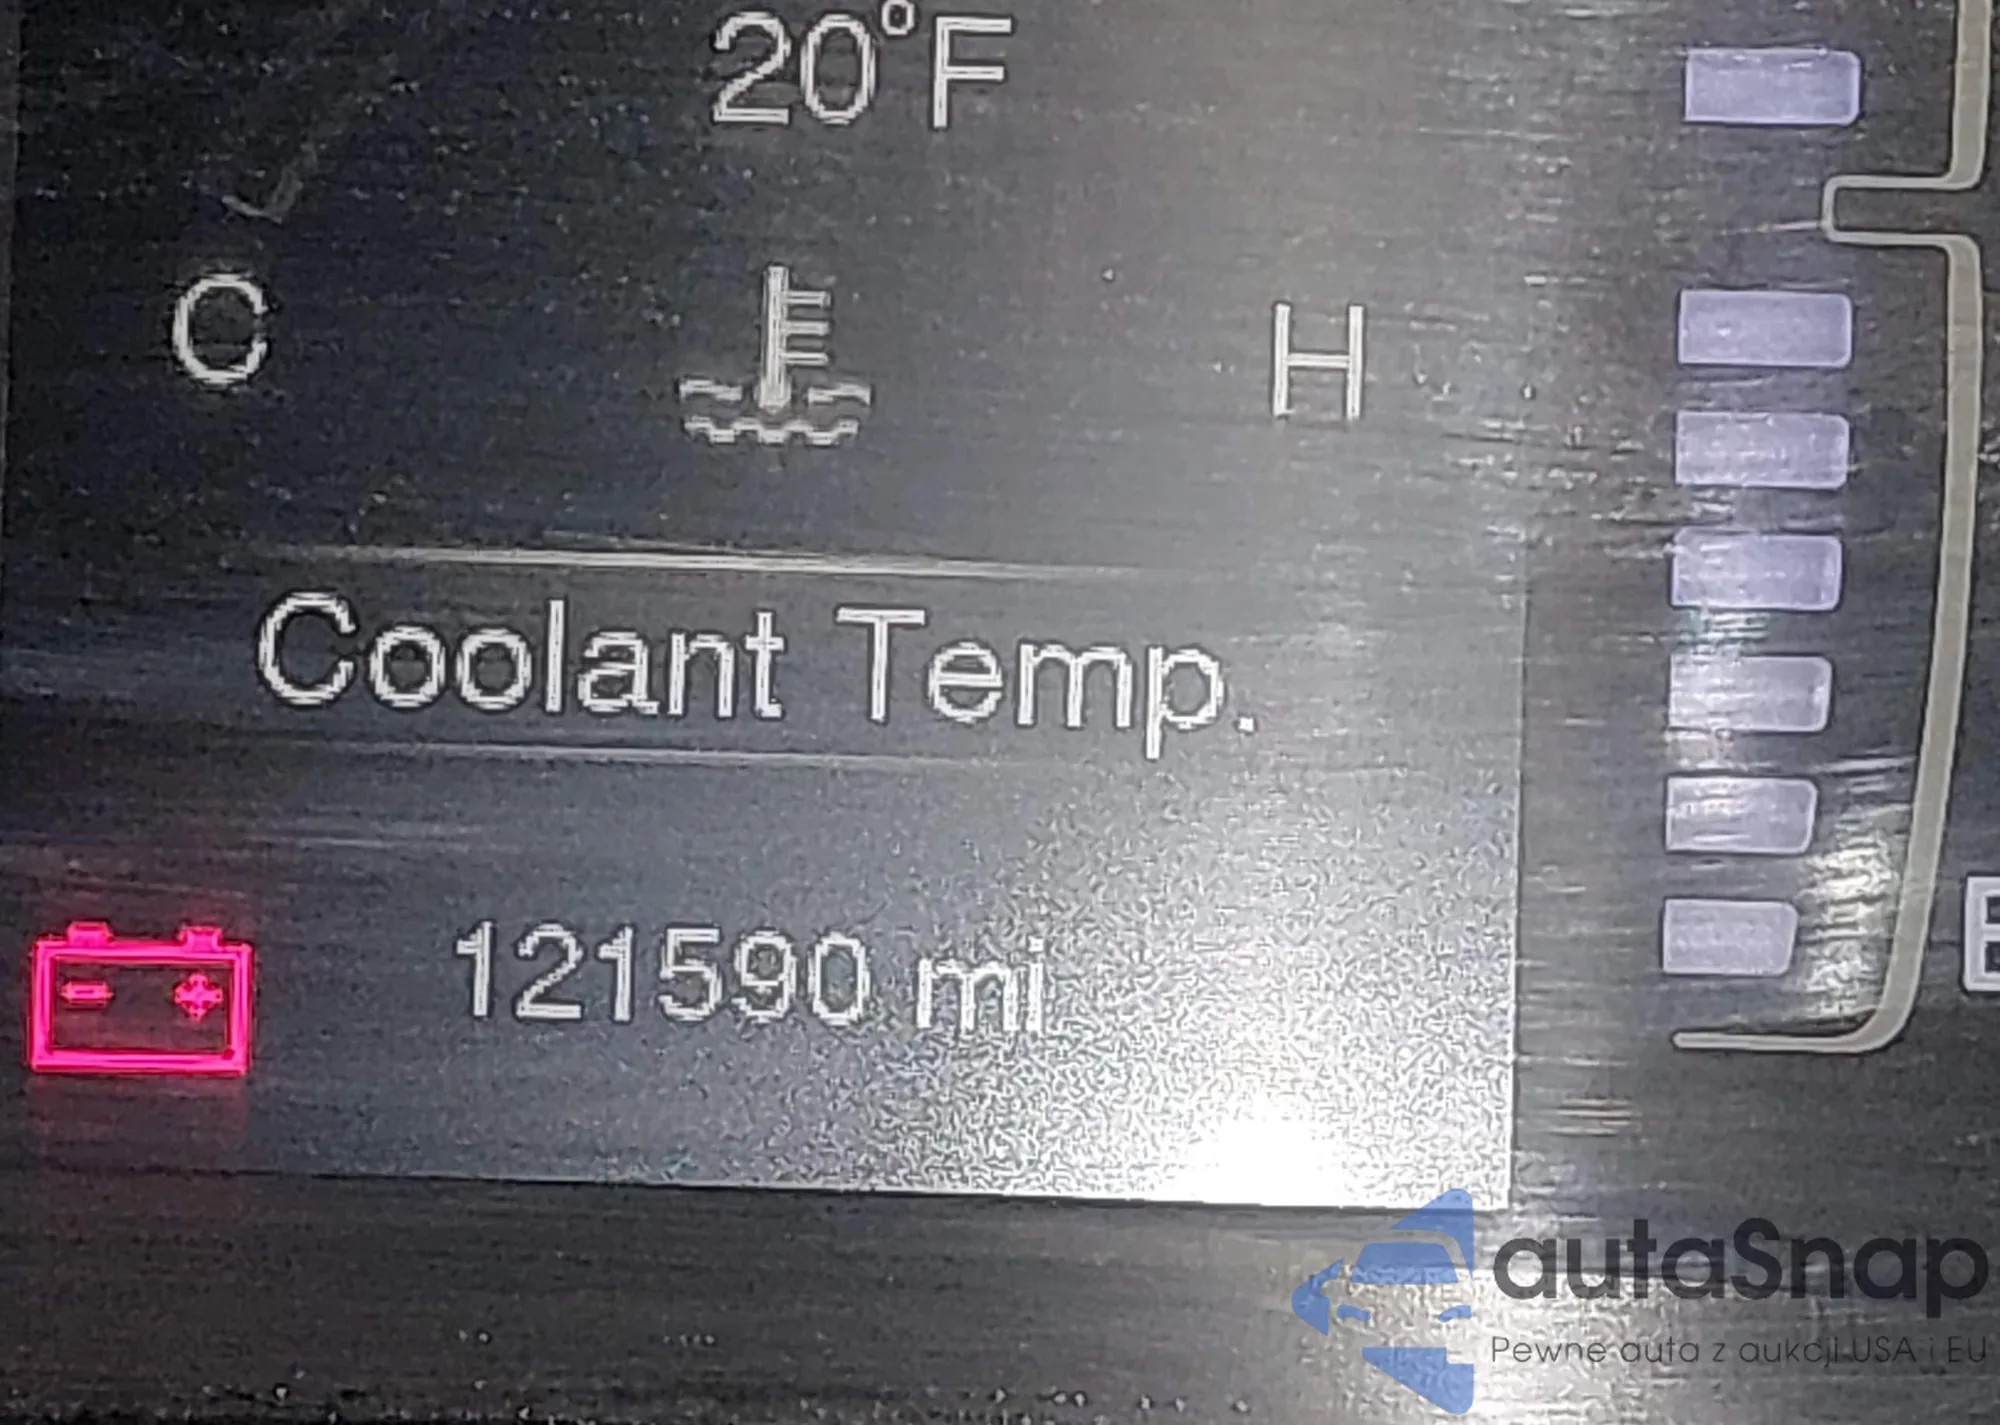 20°F
C H
Coolant Temp.
121590 mi
E
autaSnap
Pewne auta z aukcji USA i EU